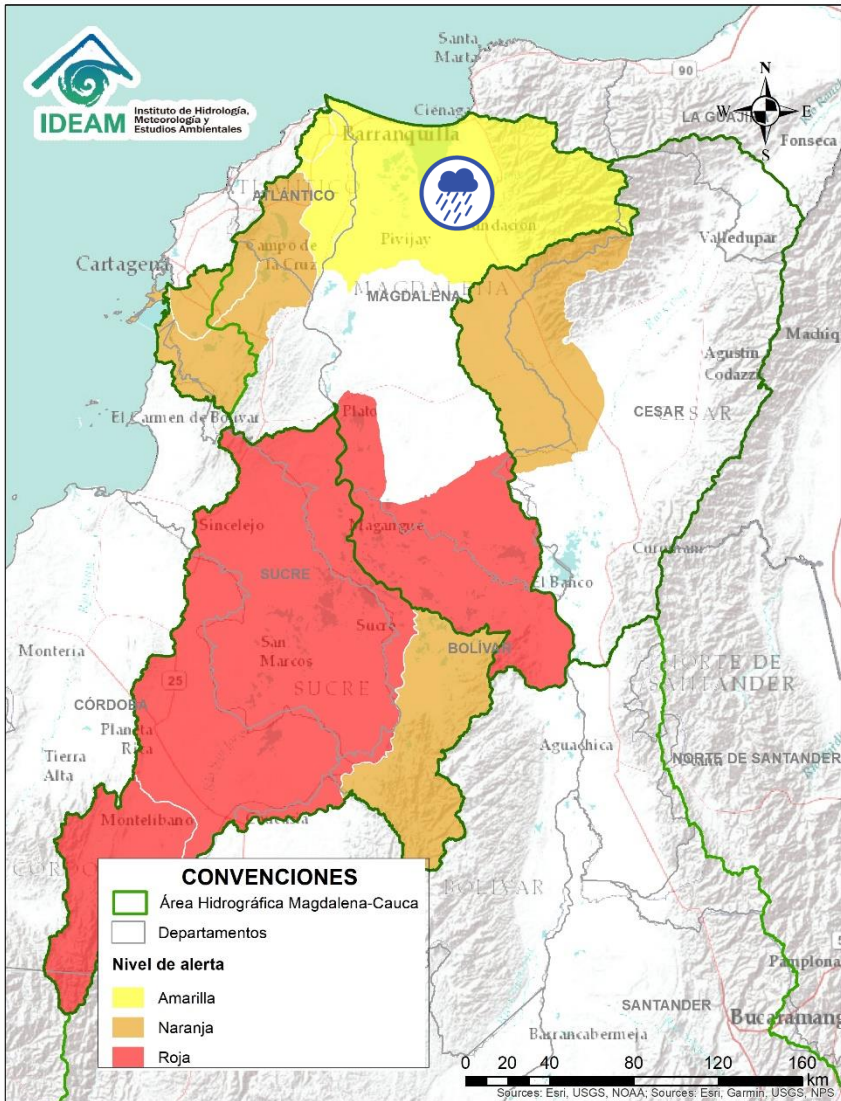 IDEAM
Instituto de Hidrología,
Meteorología y
Estudios Ambientales
Santa
Marta
90
N
W
E
S
LA GUAJIR
Fonseca
Ciénaga
Barranquilla
ATLÁNTICO
Valledupar
Pivijay
Campo de
la Cruz
Cartagena
MAGDALENA
Agustín
Codazzi
CESAR
El Carmen de Bolívar
Plato
Sincelejo
Magangué
SUCRE
El Banco
Montería
San
Marcos
Sucre
BOLÍVAR
SUCRE
NORTE DE
SANTANDER
25
CÓRDOBA
Planeta
Rica
Tierra
Alta
Aguachica
NORTE DE SANTANDER
Montelíbano
BOLÍVAR
CONVENCIONES
Área Hidrográfica Magdalena-Cauca
Departamentos
Nivel de alerta
Amarilla
Naranja
Roja
Pamplona
SANTANDER
Bucaramang
Barrancabermeja
0 20 40 80 120 160
km
Sources: Esri, USGS, NOAA; Sources: Esri, Garmin, USGS, NPS